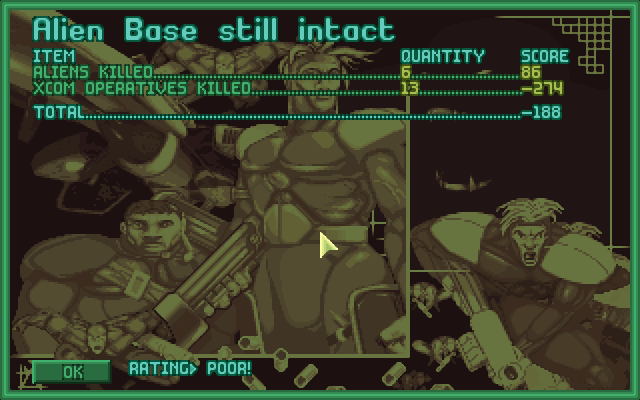 Alien Base still intact
ITEM QUANTITY SCORE
ALIENS KILLED 6 86
XCOM OPERATIVES KILLED 13 -274
TOTAL -188
OK RATING> POOR!